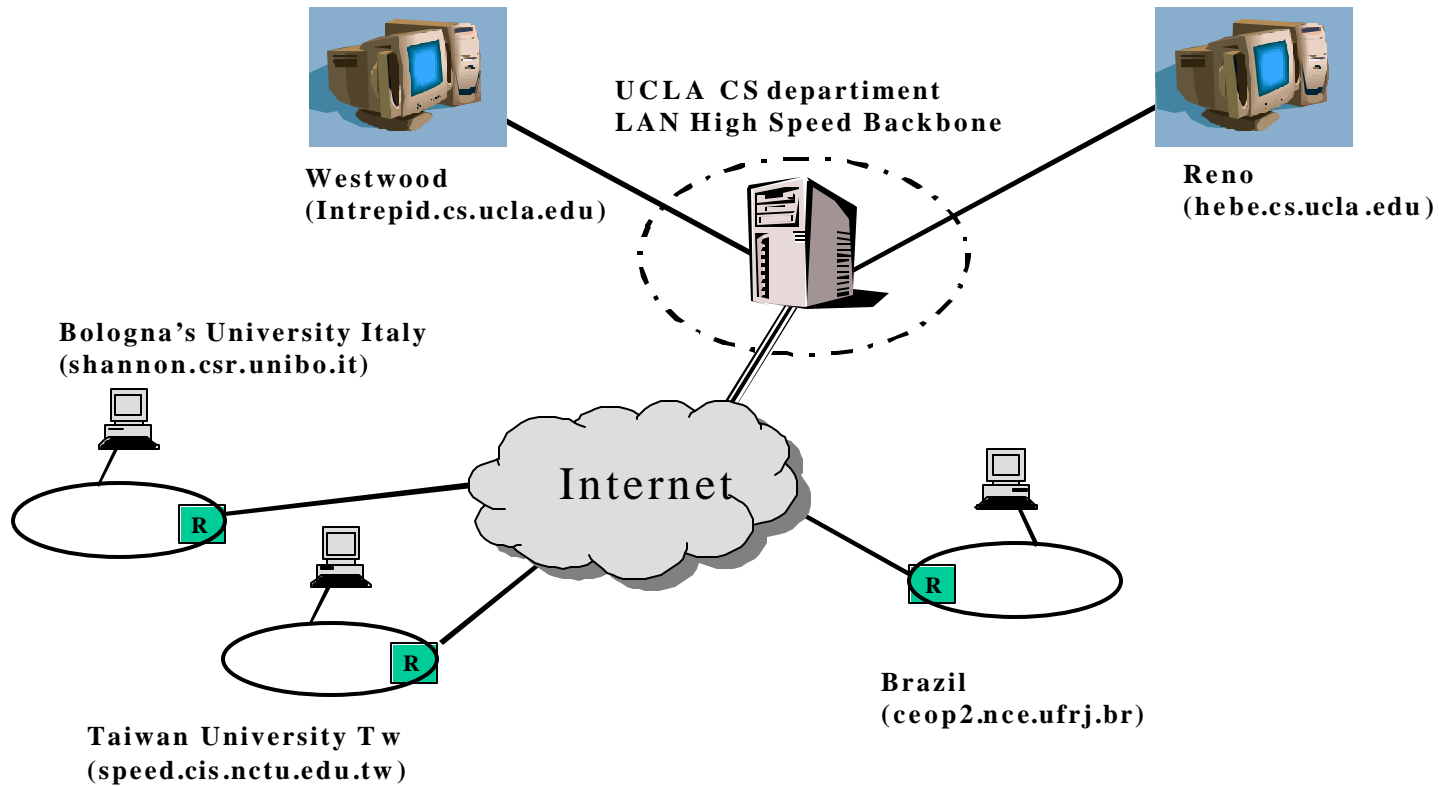 UCLA CS departiment
LAN High Speed Backbone
Westwood
(Intrepid.cs.ucla.edu)
Reno
(hebe.cs.ucla.edu)
Bologna's University Italy
(shannon.csr.unibo.it)
Internet
R
R
R
Brazil
(ceop2.nce.ufrj.br)
Taiwan University Tw
(speed.cis.nctu.edu.tw)